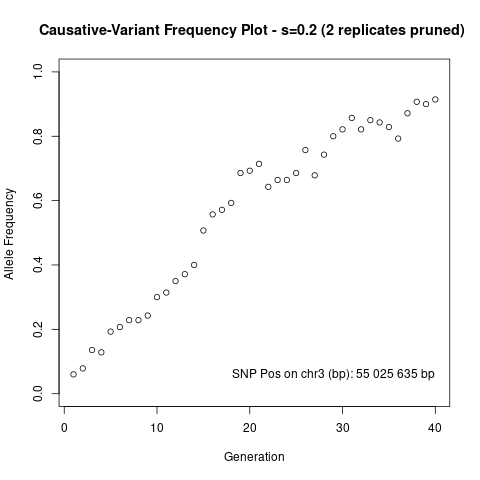 Causative-Variant Frequency Plot - s=0.2 (2 replicates pruned)
1.0
0.8
0.6
0.4
0.2
0.0
Allele Frequency
SNP Pos on chr3 (bp): 55 025 635 bp
0 10 20 30 40
Generation